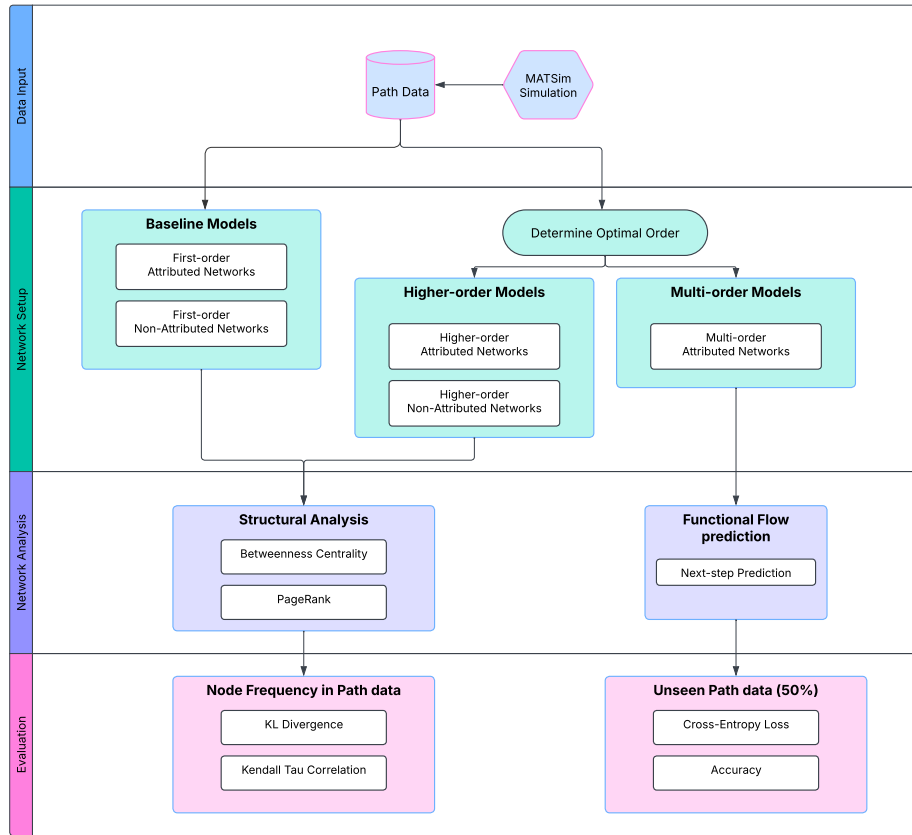 Data Input
Path Data
MATSim
Simulation
Network Setup
Baseline Models
First-order
Attributed Networks
First-order
Non-Attributed Networks
Determine Optimal Order
Higher-order Models
Higher-order
Attributed Networks
Higher-order
Non-Attributed Networks
Multi-order Models
Multi-order
Attributed Networks
Network Analysis
Structural Analysis
Betweenness Centrality
PageRank
Functional Flow
prediction
Next-step Prediction
Evaluation
Node Frequency in Path data
KL Divergence
Kendall Tau Correlation
Unseen Path data (50%)
Cross-Entropy Loss
Accuracy